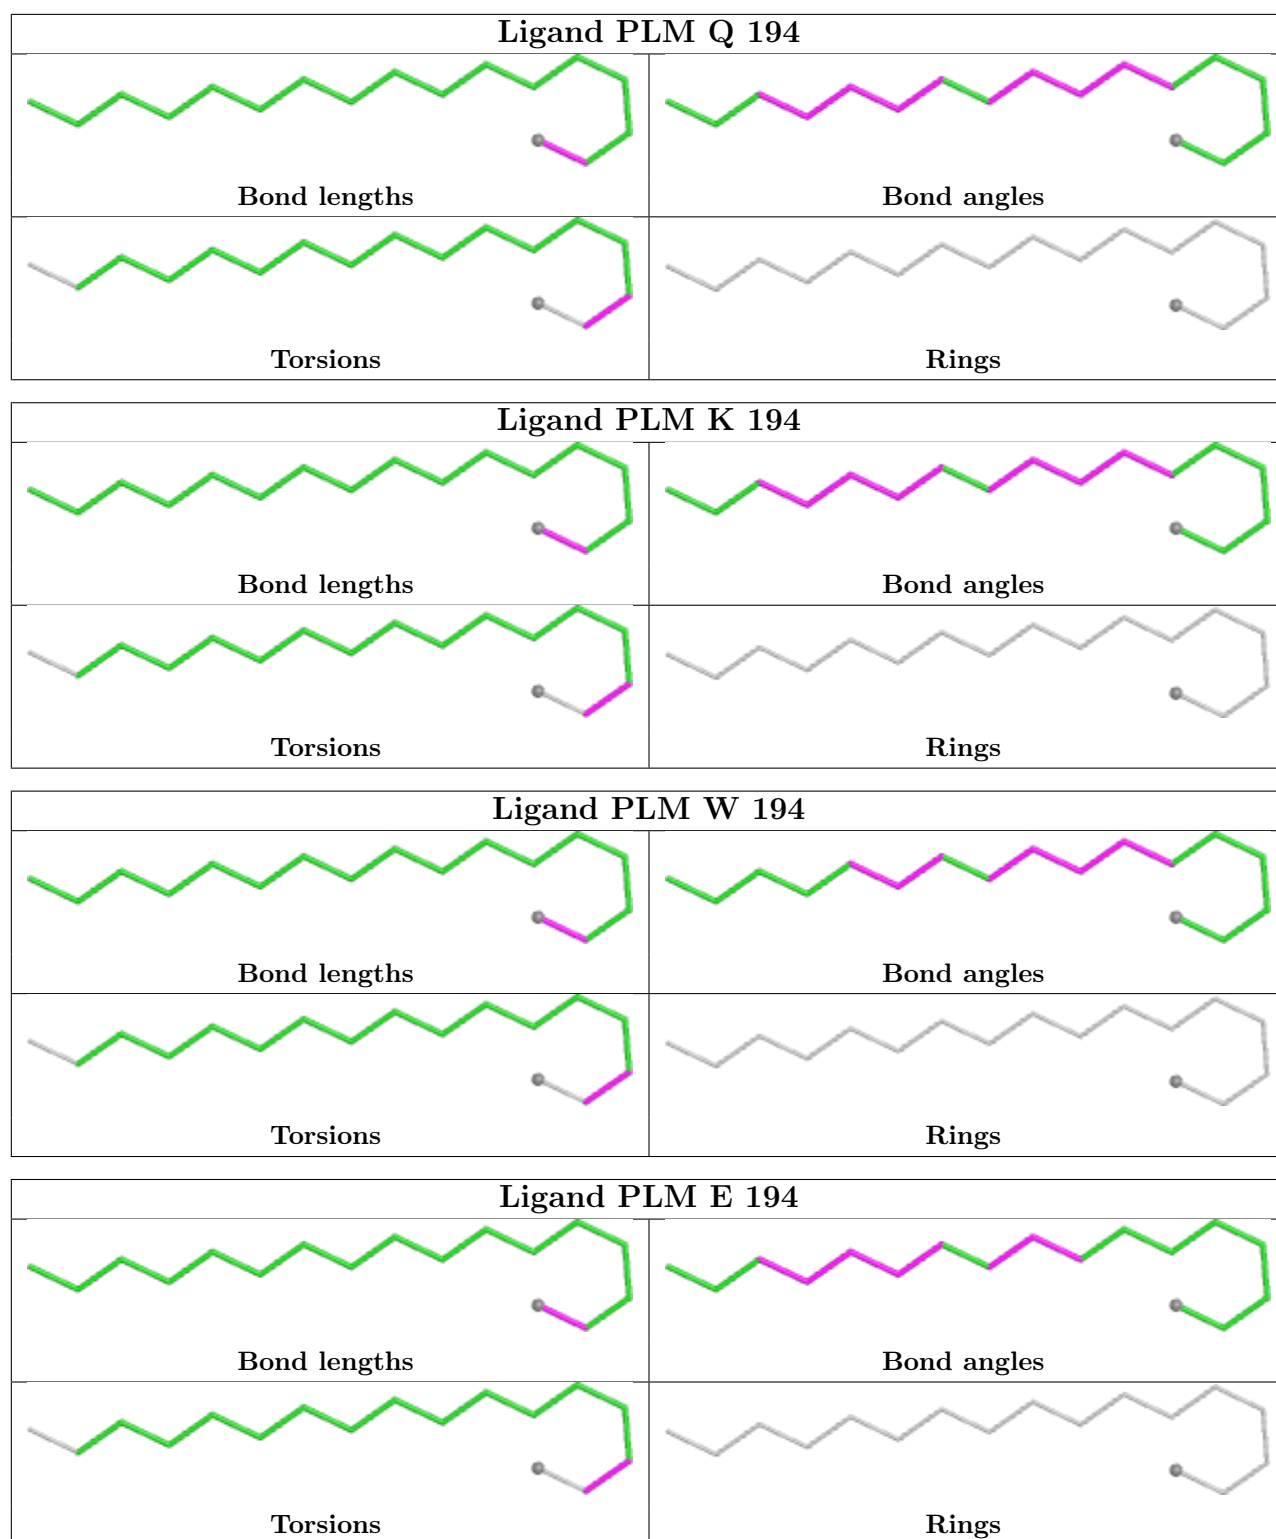 Ligand PLM Q 194
Bond lengths
Bond angles
Torsions
Rings
Ligand PLM K 194
Bond lengths
Bond angles
Torsions
Rings
Ligand PLM W 194
Bond lengths
Bond angles
Torsions
Rings
Ligand PLM E 194
Bond lengths
Bond angles
Torsions
Rings